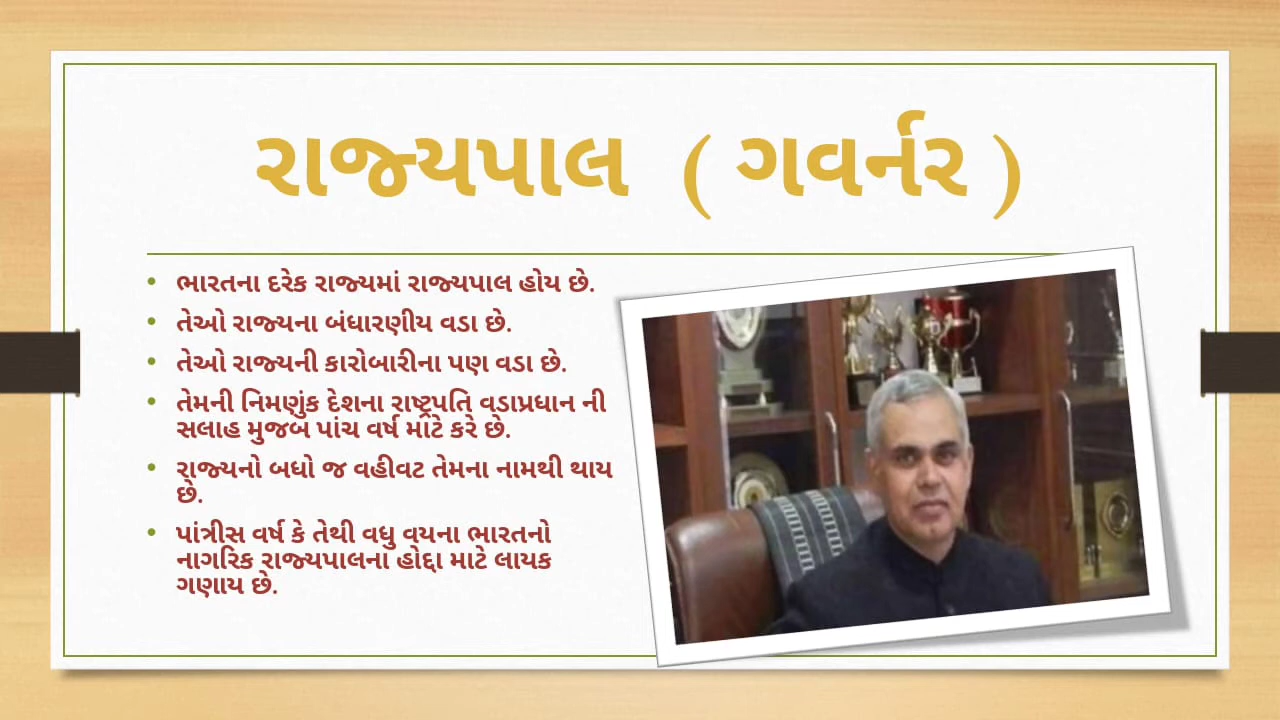 રાજ્યપાલ ( ગવર્નર )
• ભારતના દરેક રાજ્યમાં રાજ્યપાલ હોય છે.
• તેઓ રાજ્યના બંધારણીય વડા છે.
• તેઓ રાજ્યની કારોબારીના પણ વડા છે.
• તેમની નિમણુંક દેશના રાષ્ટ્રપતિ વડાપ્રધાન ની
સલાહ મુજબ પાંચ વર્ષ માટે કરે છે.
• રાજ્યનો બધો જ વહીવટ તેમના નામથી થાય
છે.
• પાંત્રીસ વર્ષ કે તેથી વધુ વયના ભારતનો
નાગરિક રાજ્યપાલના હોદ્દા માટે લાયક
ગણાય છે.